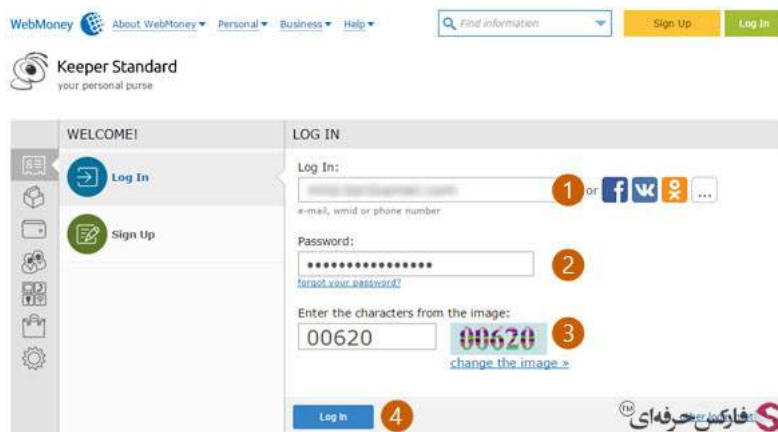 WebMoney About WebMoney Personal Business Help Find information Sign Up Log In
Keeper Standard
your personal purse
WELCOME! LOG IN
Log In
Sign Up
Log In:
1 or
e-mail, wmid or phone number
Password:
2
forgot your password?
Enter the characters from the image:
00620 00620 3
change the image »
Log In 4
فارکس حرفه‌ای™